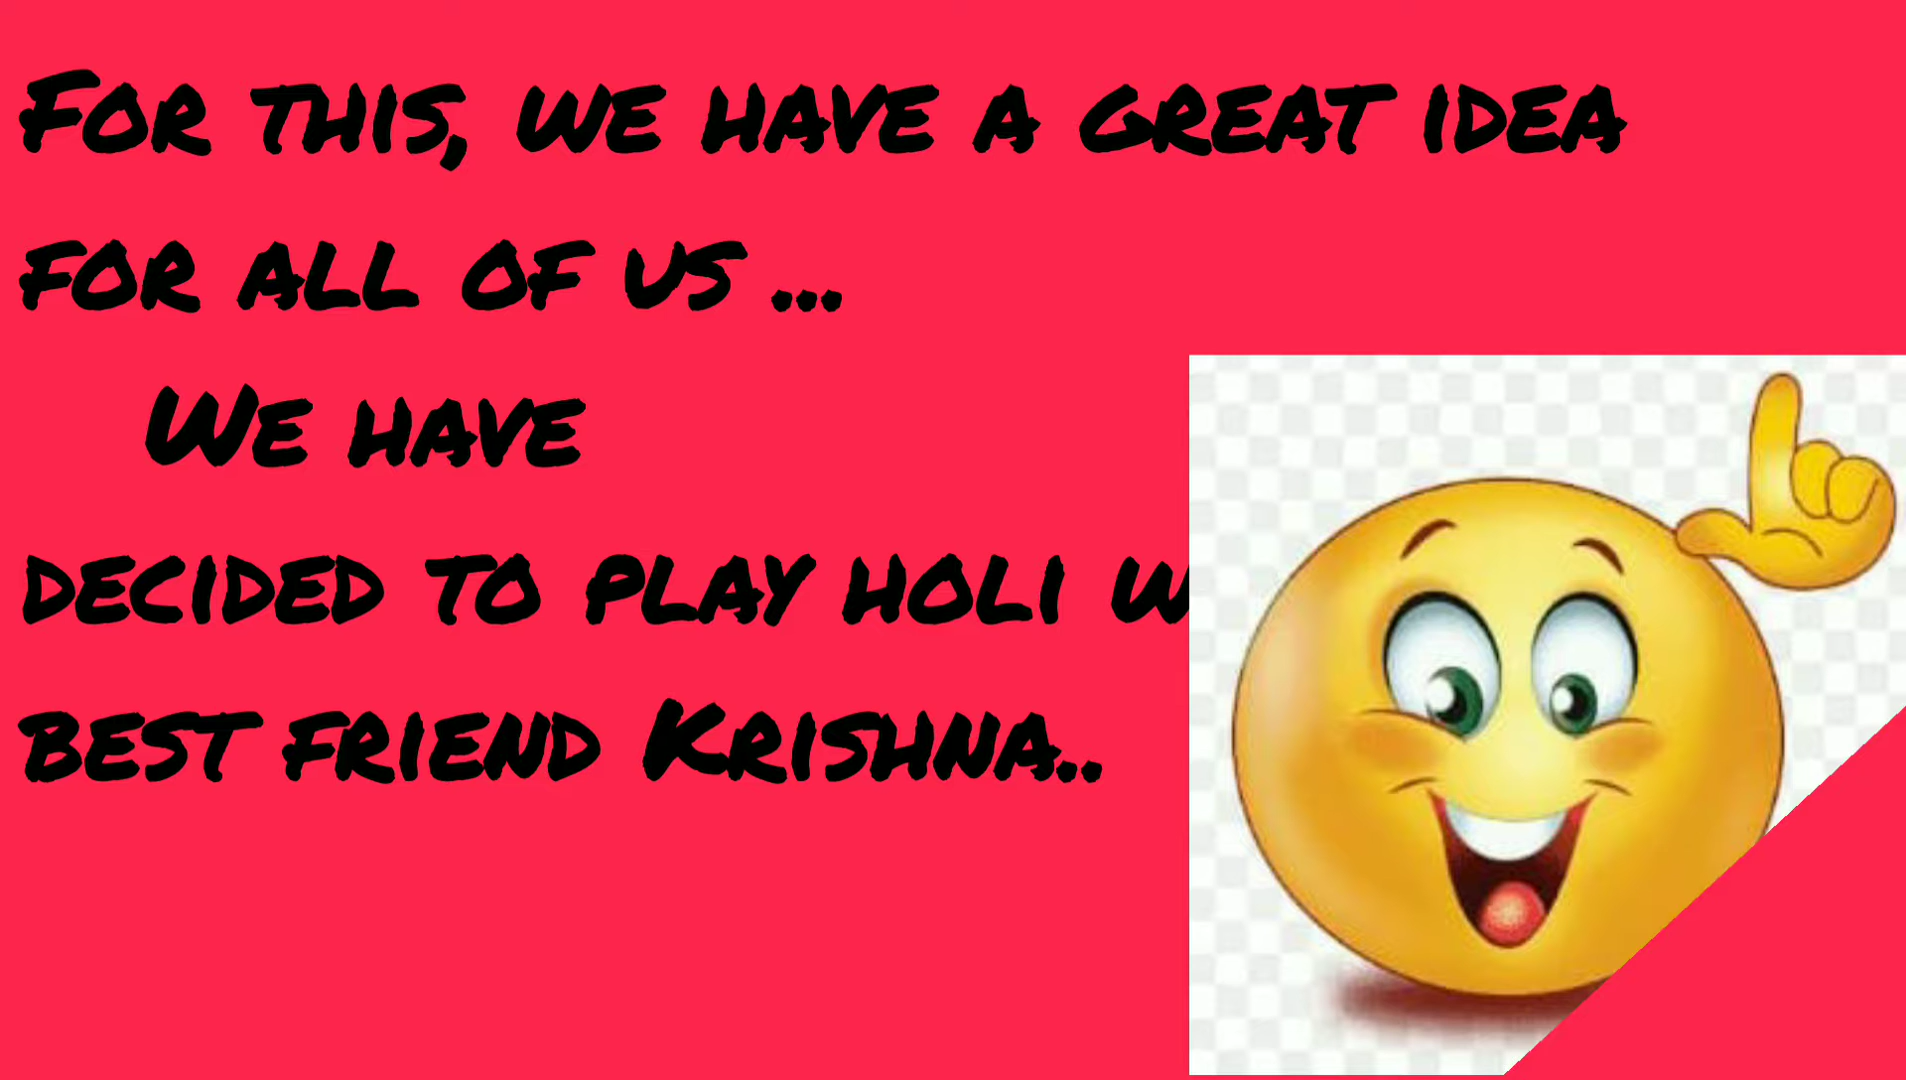 For this, we have a great idea
for all of us ...
We have
decided to play holi
best friend Krishna..